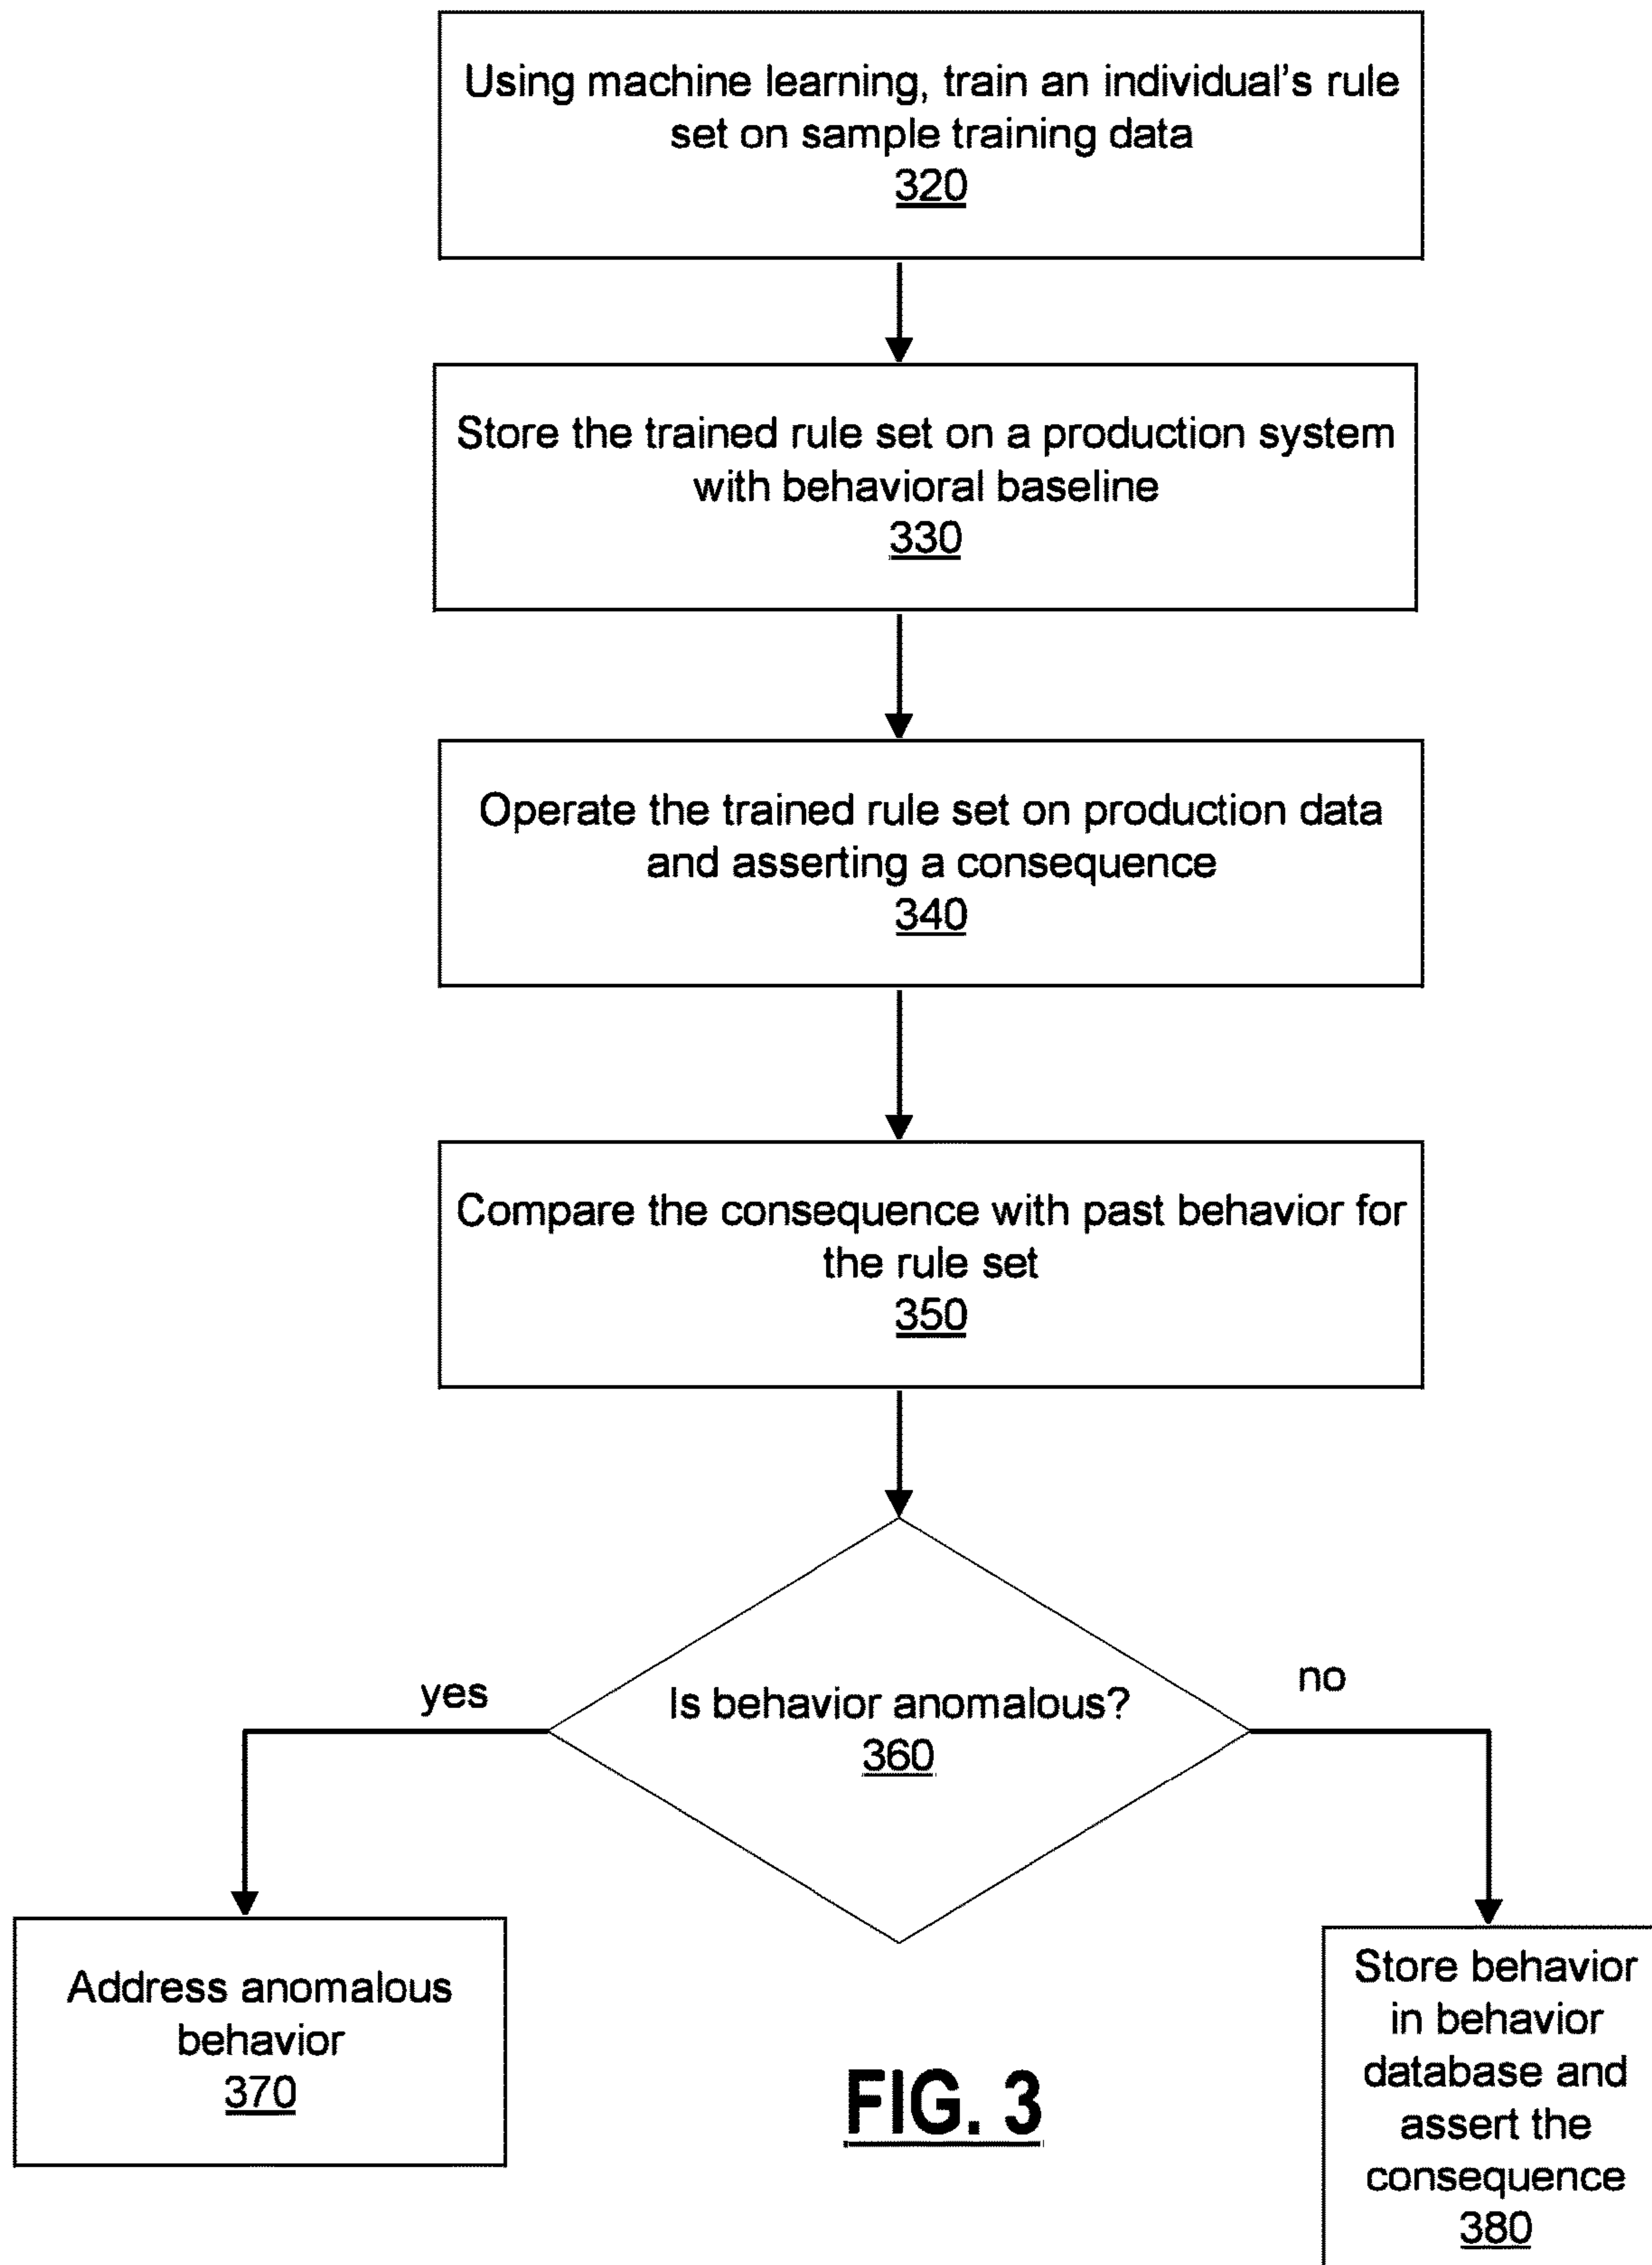 Using machine learning, train an individual's rule
set on sample training data
320
Store the trained rule set on a production system
with behavioral baseline
330
Operate the trained rule set on production data
and asserting a consequence
340
Compare the consequence with past behavior for
the rule set
350
Is behavior anomalous?
360
yes
no
Address anomalous
behavior
370
Store behavior
in behavior
database and
assert the
consequence
380
FIG. 3